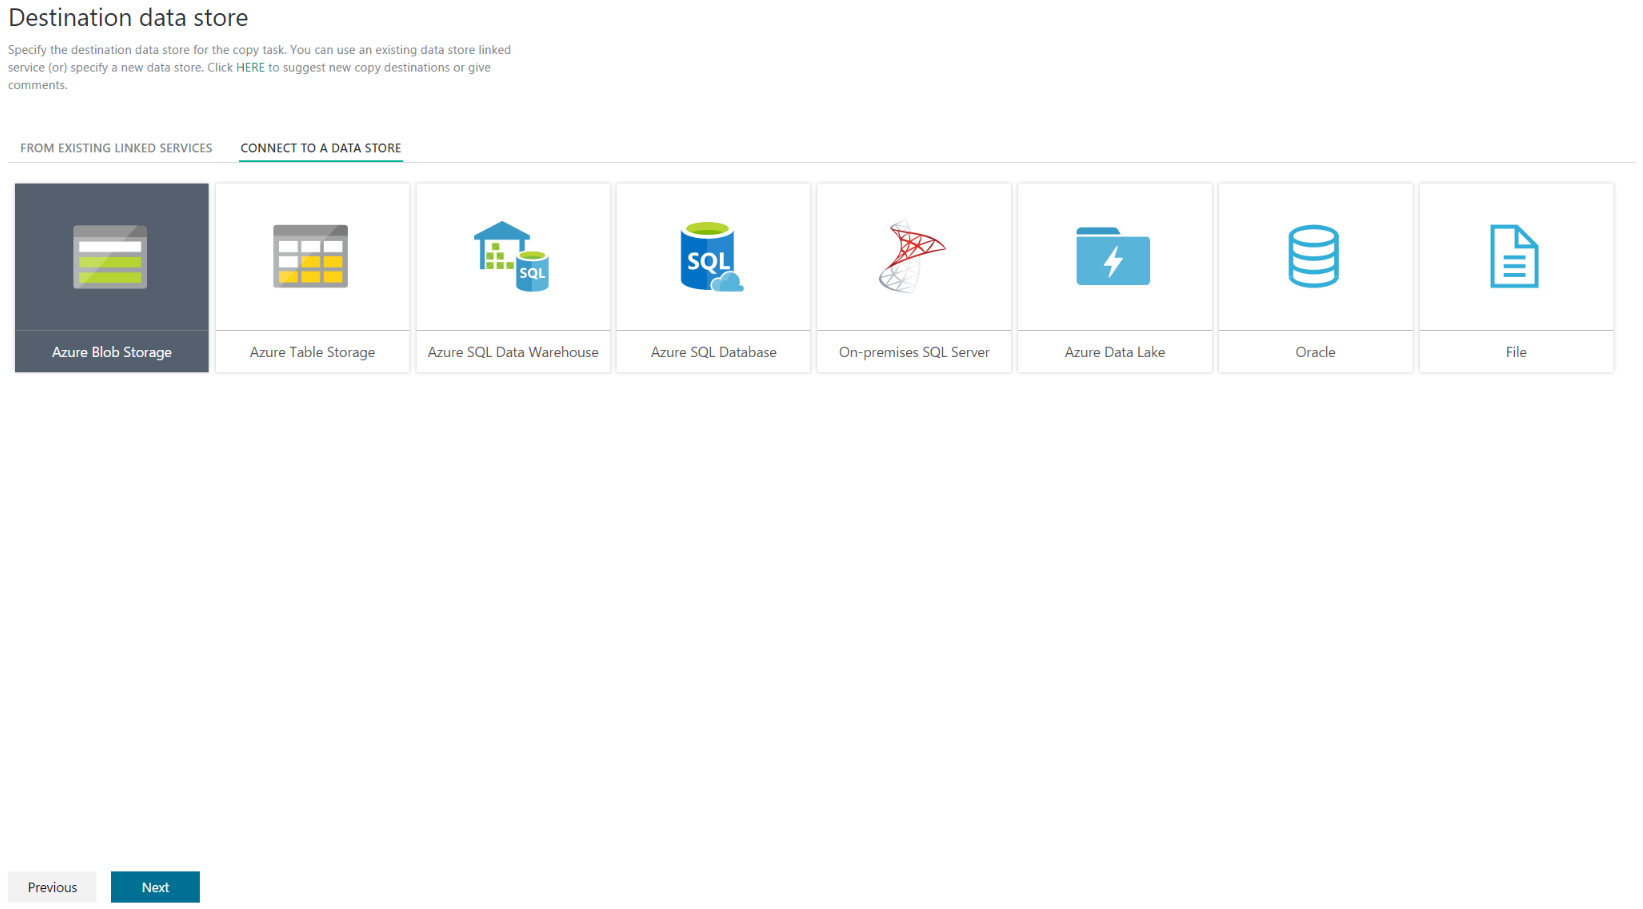 Destination data store
Specify the destination data store for the copy task. You can use an existing data store linked
service (or) specify a new data store. Click HERE to suggest new copy destinations or give
comments.
FROM EXISTING LINKED SERVICES
CONNECT TO A DATA STORE
SQL
SQL
Azure Blob Storage
Azure Table Storage
Azure SQL Data Warehouse
Azure SQL Database
On-premises SQL Server
Azure Data Lake
Oracle
File
Previous
Next